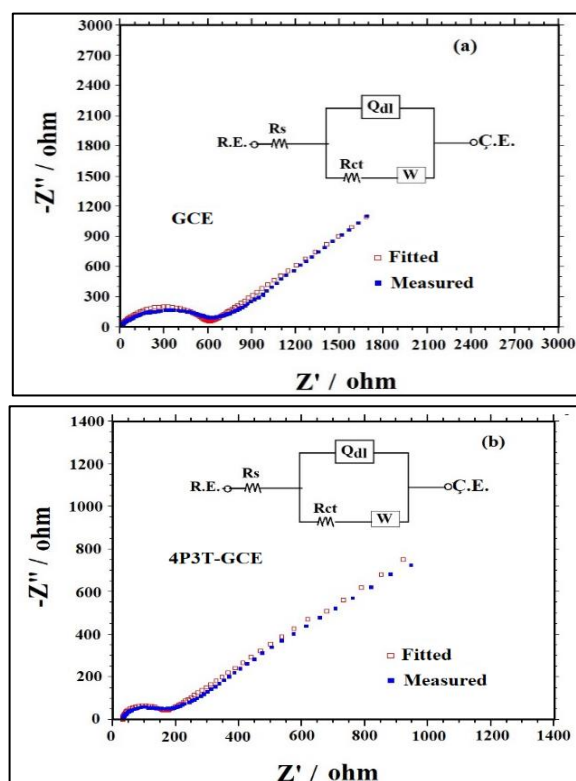 (a)
3000
2700
2400
2100
1800
1500
1200
900
600
300
0
-Z" / ohm
Qdl
R.E.
Rs
Ç.E.
Rct
W
GCE
Fitted
Measured
0 300 600 900 1200 1500 1800 2100 2400 2700 3000
Z' / ohm
(b)
1400
1200
1000
800
600
400
200
0
-Z" / ohm
Qdl
R.E.
Rs
Ç.E.
Rct
W
4P3T-GCE
Fitted
Measured
0 200 400 600 800 1000 1200 1400
Z' / ohm